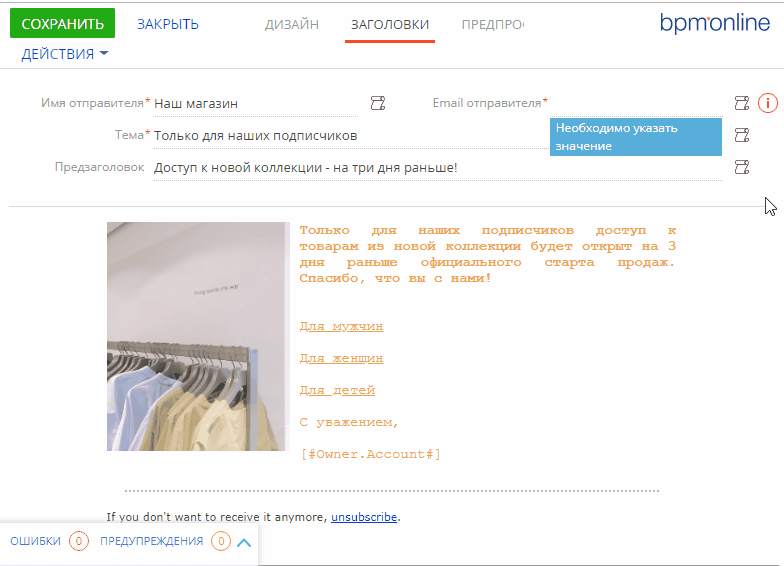 СОХРАНИТЬ ЗАКРЫТЬ ДИЗАЙН ЗАГОЛОВКИ ПРЕДПРО bpm'online
ДЕЙСТВИЯ
Имя отправителя* Наш магазин Email отправителя*
Тема* Только для наших подписчиков
Необходимо указать
значение
Предзаголовок Доступ к новой коллекции - на три дня раньше!
Только для наших подписчиков доступ к
товарам из новой коллекции будет открыт на 3
дня раньше официального старта продаж.
Спасибо, что вы с нами!
Для мужчин
Для женщин
Для детей
С уважением,
[#Owner.Account#]
If you don't want to receive it anymore, unsubscribe.
ОШИБКИ 0 ПРЕДУПРЕЖДЕНИЯ 0